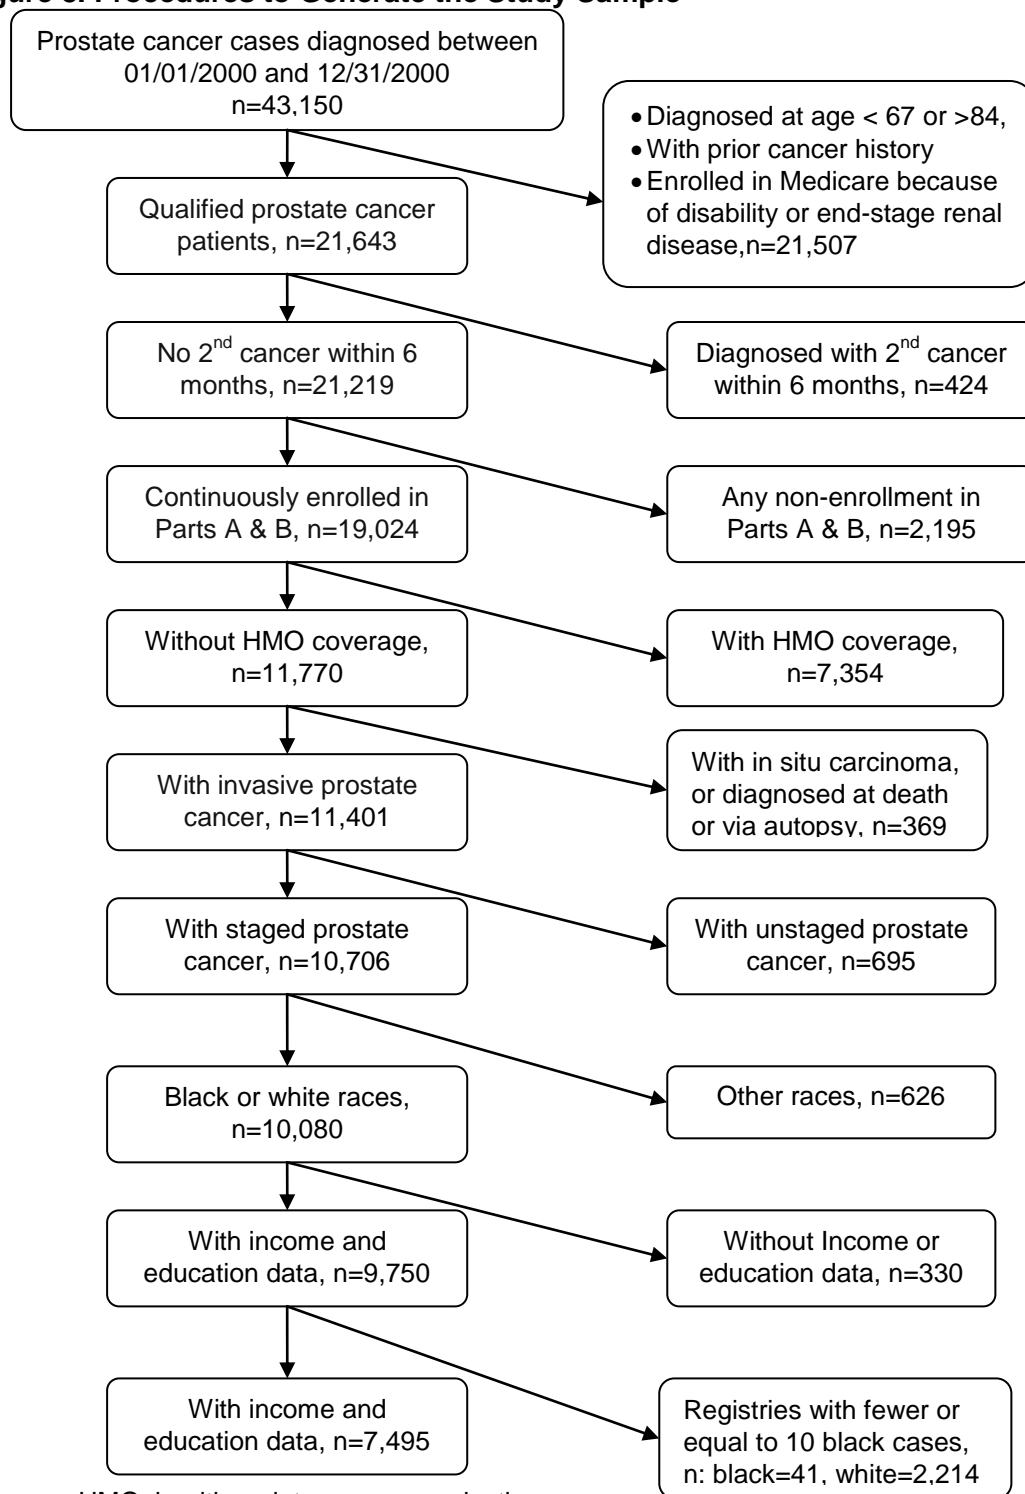 Figure 3. Procedures to Generate the Study Sample
Prostate cancer cases diagnosed between
01/01/2000 and 12/31/2000
n=43,150
•Diagnosed at age < 67 or >84,
•With prior cancer history
•Enrolled in Medicare because
of disability or end-stage renal
disease,n=21,507
Qualified prostate cancer
patients, n=21,643
No 2nd cancer within 6
months, n=21,219
Diagnosed with 2nd cancer
within 6 months, n=424
Continuously enrolled in
Parts A & B, n=19,024
Any non-enrollment in
Parts A & B, n=2,195
Without HMO coverage,
n=11,770
With HMO coverage,
n=7,354
With invasive prostate
cancer, n=11,401
With in situ carcinoma,
or diagnosed at death
or via autopsy, n=369
With staged prostate
cancer, n=10,706
With unstaged prostate
cancer, n=695
Black or white races,
n=10,080
Other races, n=626
With income and
education data, n=9,750
Without Income or
education data, n=330
With income and
education data, n=7,495
Registries with fewer or
equal to 10 black cases,
n: black=41, white=2,214